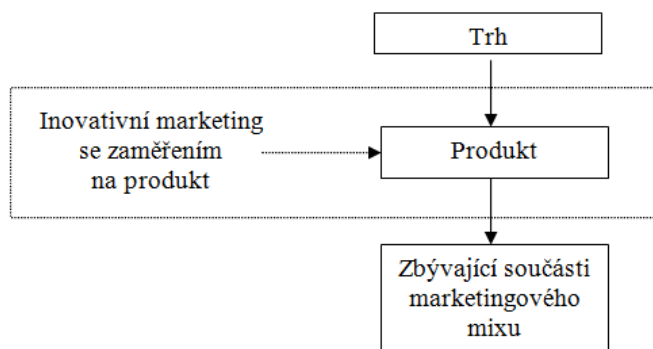 Trh
Inovativní marketing
se zaměřením
na produkt
Produkt
Zbývající součásti
marketingového
mixu